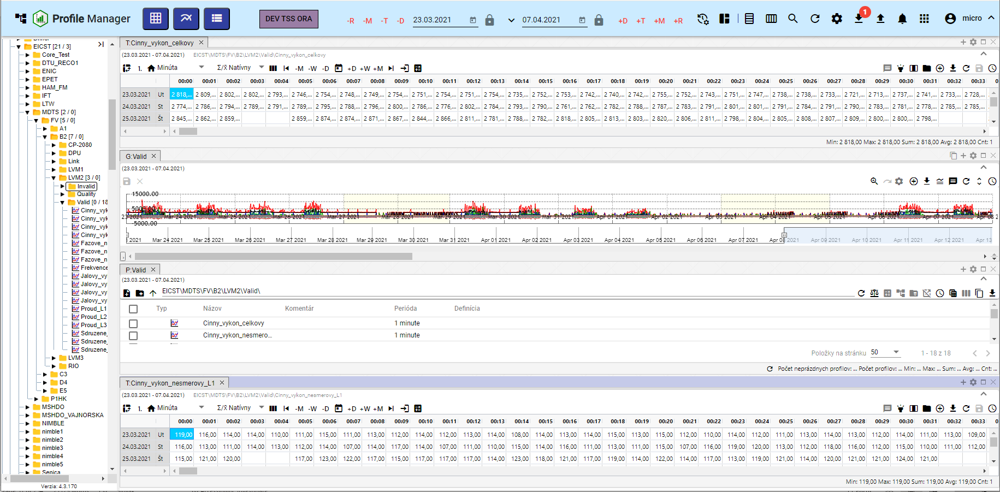 Profile Manager
DEV TSS ORA
-R -M -T -D 23.03.2021 07.04.2021 +D +T +M +R
1
micro
EICST [21 / 3]
Core_Test
DTU_RECO1
ENIC
EPET
HAM_FM
IFT
LTW
MDTS [2 / 0]
FV [5 / 0]
A1
B2 [7 / 0]
CP-2080
DPU
Link
LVM1
LVM2 [3 / 0]
Invalid
Quality
Valid [0 / 18
Cinny_vyk
Cinny_vyk
Cinny_vyk
Cinny_vyk
Fazove_n
Fazove_n
Fazove_n
Frekvence
Jalovy_vy
Jalovy_vy
Jalovy_vy
Jalovy_vy
Proud_L1
Proud_L2
Proud_L3
Sdruzene_
Sdruzene_
Sdruzene_
LVM3
RIO
C3
D4
E5
P1HK
MSHDO
MSHDO_VAJNORSKA
NIMBLE
nimble1
nimble2
nimble3
nimble4
nimble5
Senica
Verzia: 4.3.170
T:Cinny_vykon_celkovy
(23.03.2021 - 07.04.2021) EICST\MDTS\FV\B2\LVM2\Valid\Cinny_vykon_celkovy
1. Minúta Σ/x̄ Natívny -M -W -D +D +W +M
00:00 00:01 00:02 00:03 00:04 00:05 00:06 00:07 00:08 00:09 00:10 00:11 00:12 00:13 00:14 00:15 00:16 00:17 00:18 00:19 00:20 00:21 00:22 00:23 00:24 00:25 00:26 00:27 00:28 00:29 00:30 00:31 00:32 00:33 0
23.03.2021 Ut 2 818,... 2 809,... 2 802,... 2 802,... 2 793,... 2 746,... 2 754,... 2 748,... 2 749,... 2 754,... 2 751,... 2 754,... 2 754,... 2 754,... 2 735,... 2 752,... 2 753,... 2 742,... 2 740,... 2 742,... 2 755,... 2 752,... 2 743,... 2 751,... 2 747,... 2 738,... 2 738,... 2 733,... 2 721,... 2 713,... 2 737,... 2 741,... 2 733,... 2 728,...
24.03.2021 St 2 774,... 2 786,... 2 794,... 2 789,... 2 791,... 2 789,... 2 795,... 2 788,... 2 796,... 2 800,... 2 786,... 2 776,... 2 802,... 2 784,... 2 793,... 2 790,... 2 761,... 2 762,... 2 782,... 2 788,... 2 787,... 2 783,... 2 791,... 2 801,... 2 801,... 2 791,... 2 784,... 2 791,... 2 790,... 2 783,... 2 781,... 2 778,... 2 785,... 2 785,...
25.03.2021 Št 2 845,... 2 862,... 2 859,... 2 859,... 2 874,... 2 874,... 2 871,... 2 867,... 2 844,... 2 866,... 2 811,... 2 781,... 2 788,... 2 782,... 2 818,... 2 805,... 2 813,... 2 803,... 2 820,... 2 806,... 2 811,... 2 798,... 2 804,... 2 805,... 2 808,... 2 807,... 2 809,... 2 800,... 2 800,... 2 798,...
Min: 2 818,00 Max: 2 818,00 Sum: 2 818,00 Avg: 2 818,00 Cnt: 1
G:Valid
(23.03.2021 - 07.04.2021)
15000.00
5000.00
-5000.00
23 2021 Mar 24 2021 Mar 25 2021 Mar 26 2021 Mar 27 2021 Mar 28 2021 Mar 29 2021 Mar 30 2021 Mar 31 2021 Apr 01 2021 Apr 02 2021 Apr 03 2021 Apr 04 2021 Apr 05 2021 Apr 06 2021 Apr 07 2021 Apr 08 2
2021 Mar 24 2021 Mar 25 2021 Mar 26 2021 Mar 27 2021 Mar 28 2021 Mar 29 2021 Mar 30 2021 Mar 31 2021 Apr 01 2021 Apr 02 2021 Apr 03 2021 Apr 04 2021 Apr 05 2021 Apr 06 2021 Apr 07 2021 Apr 08 2021 Apr 09 2021 Apr 10 2021 Apr 11 2021 Apr 12 2021 Apr 13
P:Valid
(23.03.2021 - 07.04.2021)
EICST\MDTS\FV\B2\LVM2\Valid\
Typ Názov Komentár Perióda Definícia
Cinny_vykon_celkovy 1 minute
Cinny_vykon_nesmero... 1 minute
Položky na stránku 50 1 - 18 z 18
Počet neprázdnych profilov: ... Počet profilov: ... Min: ... Max: ... Sum: ... Avg: ... Cnt: ...
T:Cinny_vykon_nesmerovy_L1
(23.03.2021 - 07.04.2021) EICST\MDTS\FV\B2\LVM2\Valid\Cinny_vykon_nesmerovy_L1
1. Minúta Σ/x̄ Natívny -M -W -D +D +W +M
00:00 00:01 00:02 00:03 00:04 00:05 00:06 00:07 00:08 00:09 00:10 00:11 00:12 00:13 00:14 00:15 00:16 00:17 00:18 00:19 00:20 00:21 00:22 00:23 00:24 00:25 00:26 00:27 00:28 00:29 00:30 00:31 00:32 00:33 0
23.03.2021 Ut 119,00 116,00 114,00 114,00 110,00 111,00 115,00 111,00 113,00 112,00 114,00 112,00 113,00 114,00 108,00 114,00 113,00 114,00 115,00 113,00 115,00 112,00 110,00 114,00 112,00 111,00 113,00 114,00 113,00 112,00 114,00 111,00 113,00 109,00
24.03.2021 St 116,00 113,00 111,00 114,00 113,00 112,00 114,00 107,00 114,00 117,00 114,00 107,00 111,00 110,00 115,00 114,00 116,00 111,00 113,00 111,00 115,00 107,00 116,00 119,00 120,00 113,00 112,00 118,00 116,00 112,00 115,00 110,00 111,00 112,00
25.03.2021 Št 115,00 121,00 120,00 117,00 123,00 122,00 117,00 115,00 117,00 117,00 117,00 114,00 123,00 118,00 121,00 117,00 119,00 114,00 122,00 114,00 117,00 113,00 119,00 121,00 114,00 120,00 121,00 121,00 124,00 121,00
Min: 119,00 Max: 119,00 Sum: 119,00 Avg: 119,00 Cnt: 1